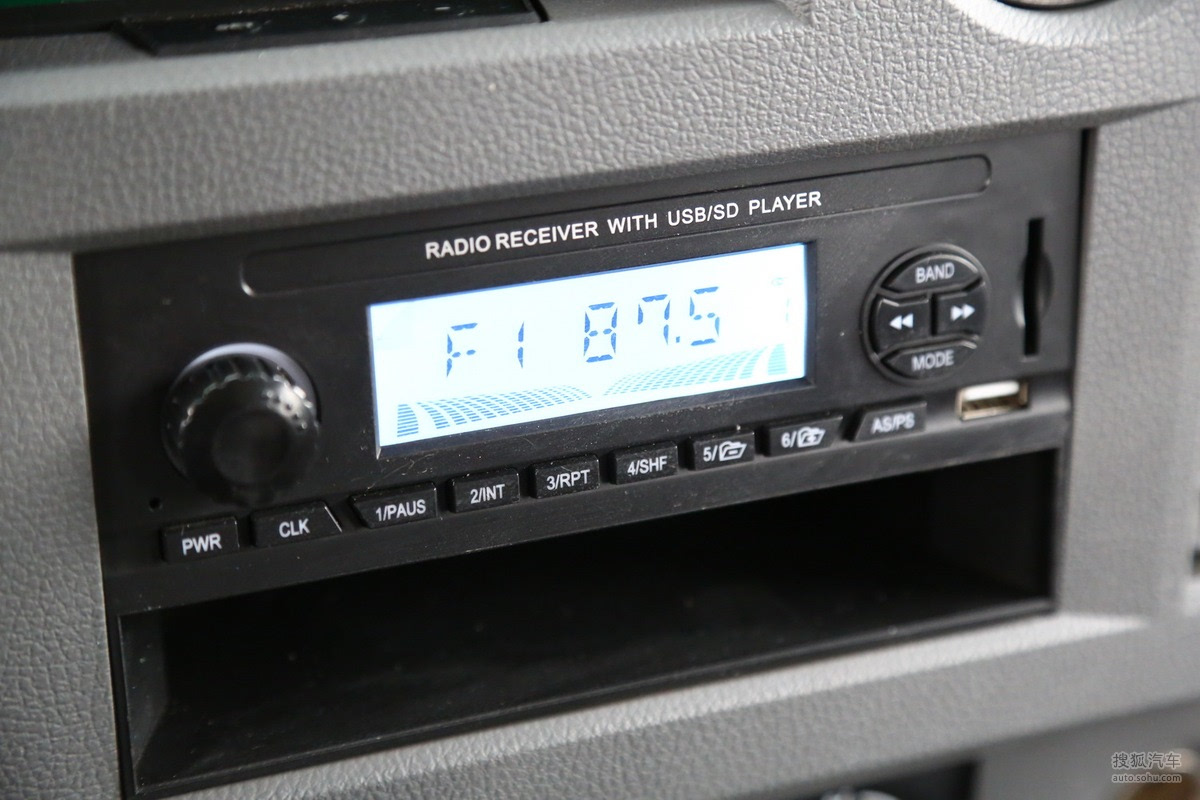 RADIO RECEIVER WITH USB/SD PLAYER
F1 87.5
BAND
MODE
PWR
CLK
1/PAUS
2/INT
3/RPT
4/SHF
5/
6/
AS/PS
搜狐汽车
auto.sohu.com